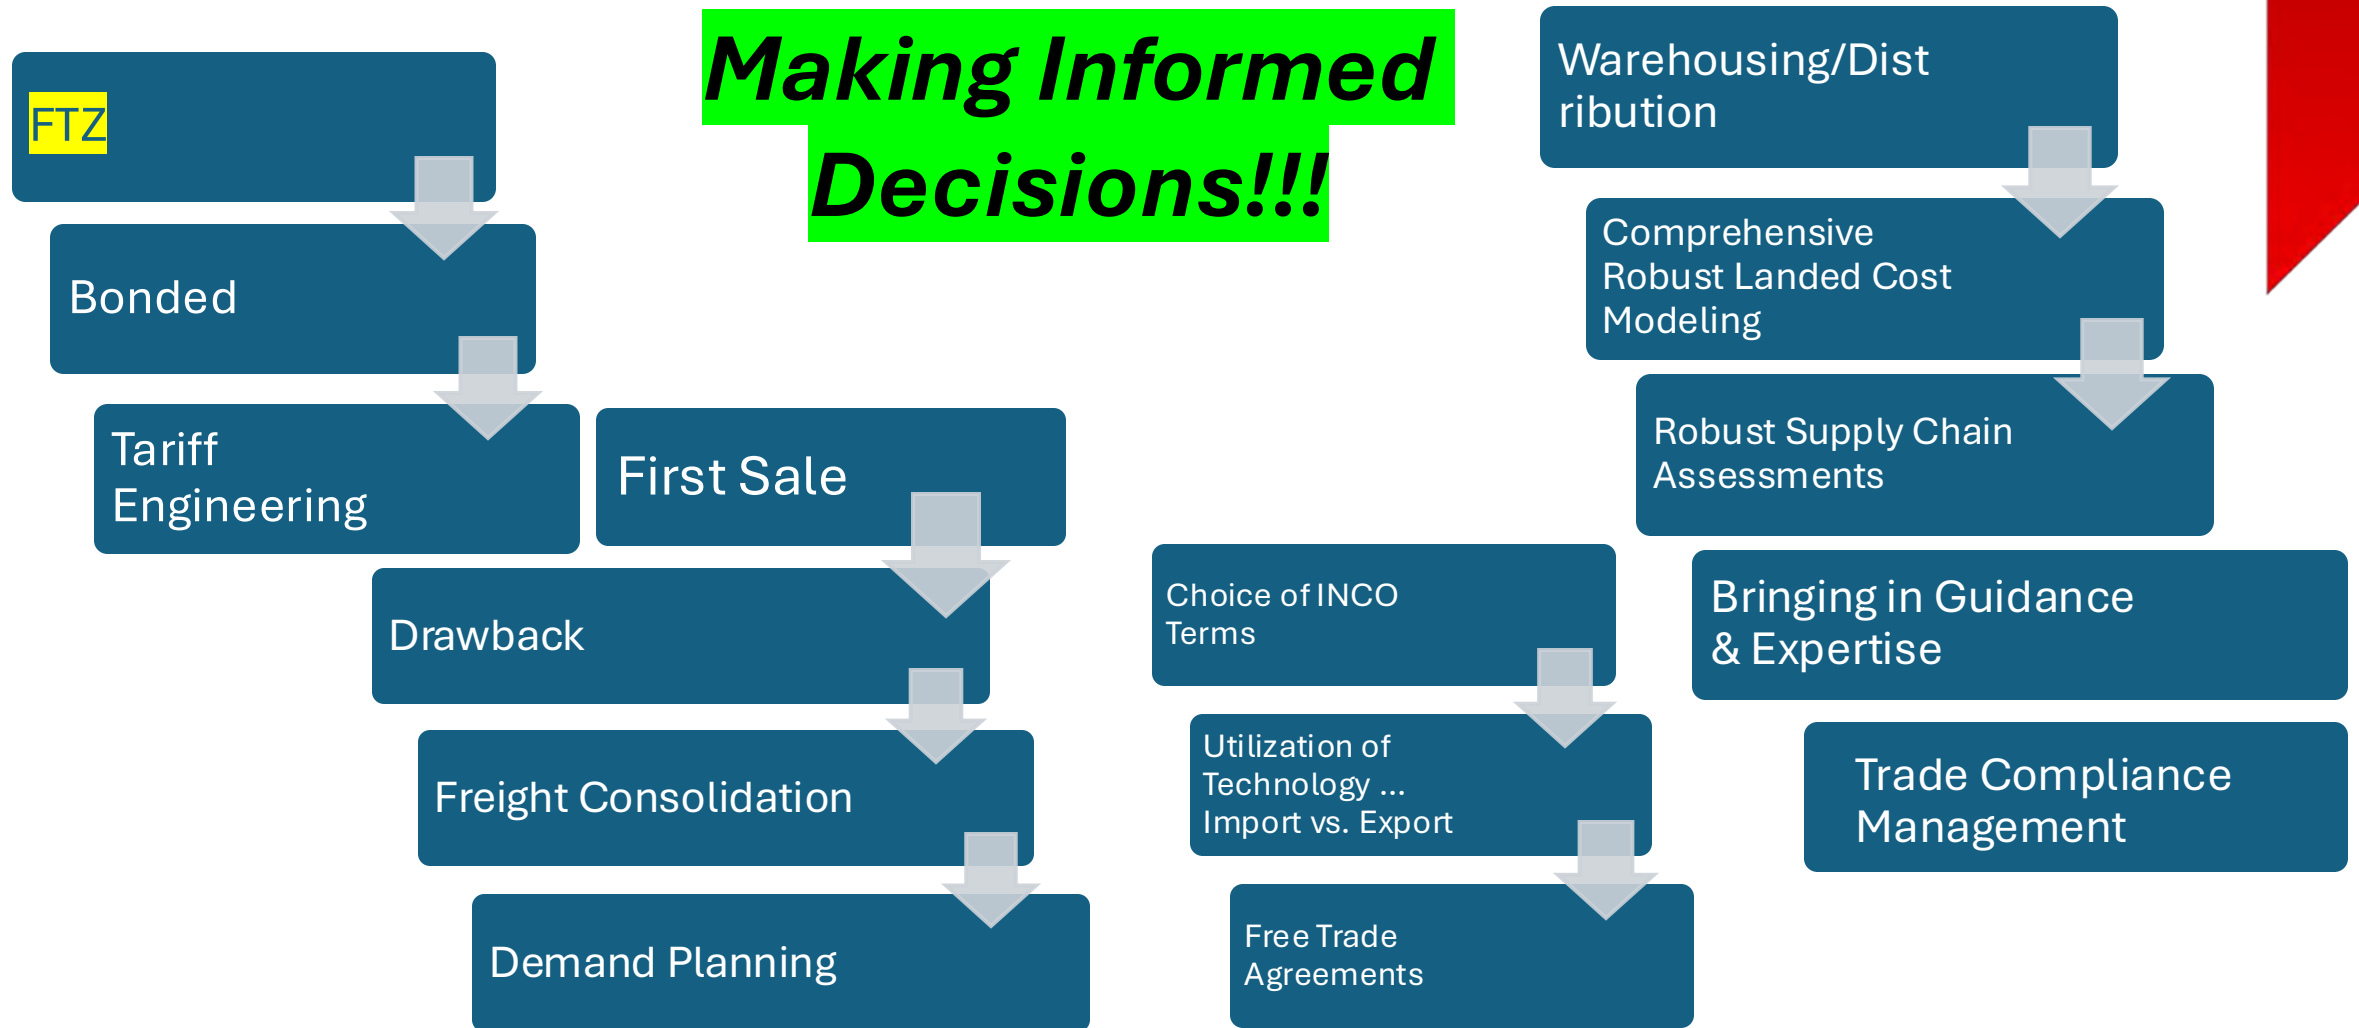 Making Informed
Decisions!!!
FTZ
Bonded
Tariff
Engineering
First Sale
Drawback
Freight Consolidation
Demand Planning
Choice of INCO
Terms
Utilization of
Technology ...
Import vs. Export
Free Trade
Agreements
Warehousing/Dist
ribution
Comprehensive
Robust Landed Cost
Modeling
Robust Supply Chain
Assessments
Bringing in Guidance
& Expertise
Trade Compliance
Management